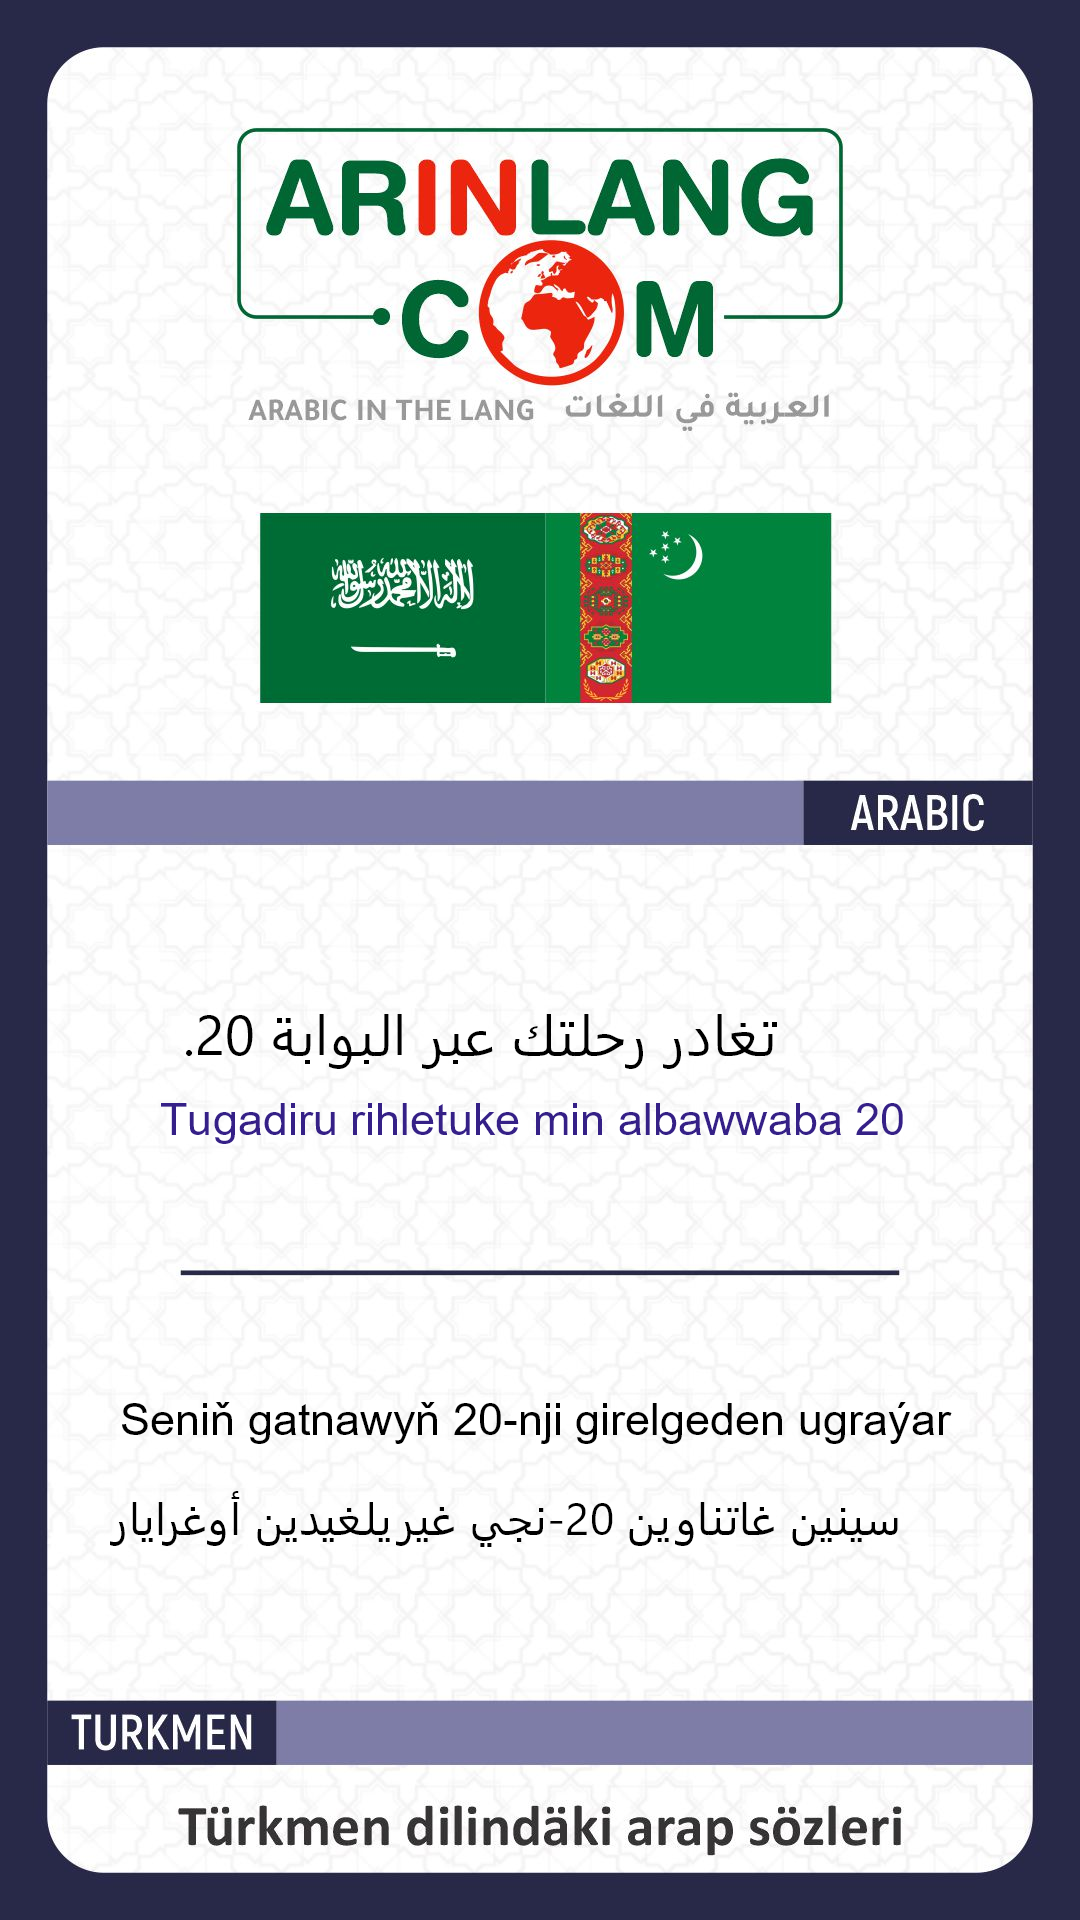 ARINLANG
.COM
ARABIC IN THE LANG العربية في اللغات
لا إله إلا الله محمد رسول الله
ARABIC
تغادر رحلتك عبر البوابة 20.
Tugadiru rihletuke min albawwaba 20
Seniň gatnawyň 20-nji girelgeden ugraýar
سينين غاتناوين 20-نجي غيريلغيدين أوغرايار
TURKMEN
Türkmen dilindäki arap sözleri